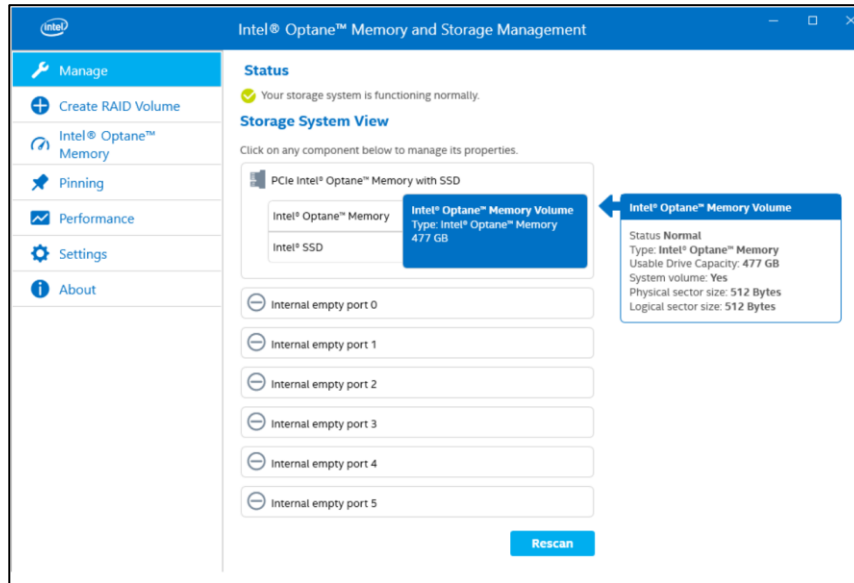 intel
Intel® Optane™ Memory and Storage Management
Manage
Create RAID Volume
Intel® Optane™
Memory
Pinning
Performance
Settings
About
Status
Your storage system is functioning normally.
Storage System View
Click on any component below to manage its properties.
PCIe Intel® Optane™ Memory with SSD
Intel® Optane™ Memory
Intel® SSD
Intel® Optane™ Memory Volume
Type: Intel® Optane™ Memory
477 GB
Internal empty port 0
Internal empty port 1
Internal empty port 2
Internal empty port 3
Internal empty port 4
Internal empty port 5
Rescan
Intel® Optane™ Memory Volume
Status Normal
Type: Intel® Optane™ Memory
Usable Drive Capacity: 477 GB
System volume: Yes
Physical sector size: 512 Bytes
Logical sector size: 512 Bytes